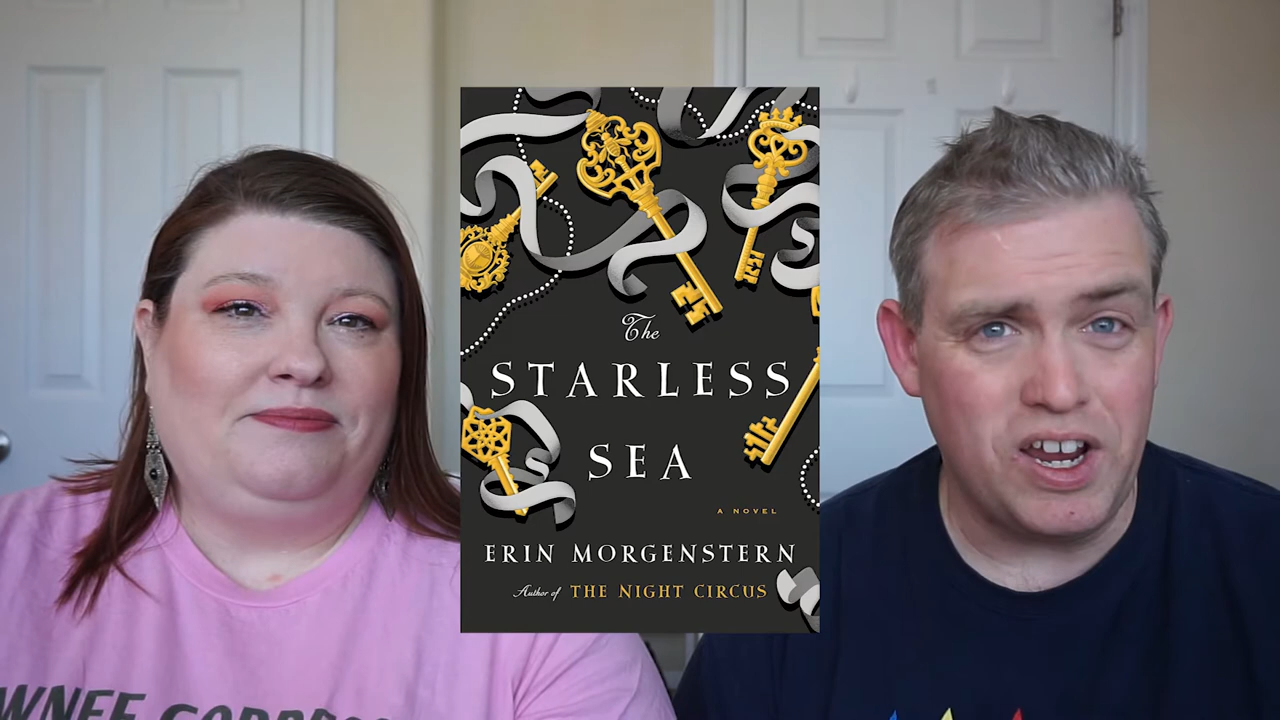 The
STARLESS
SEA
A NOVEL
ERIN MORGENSTERN
Author of THE NIGHT CIRCUS